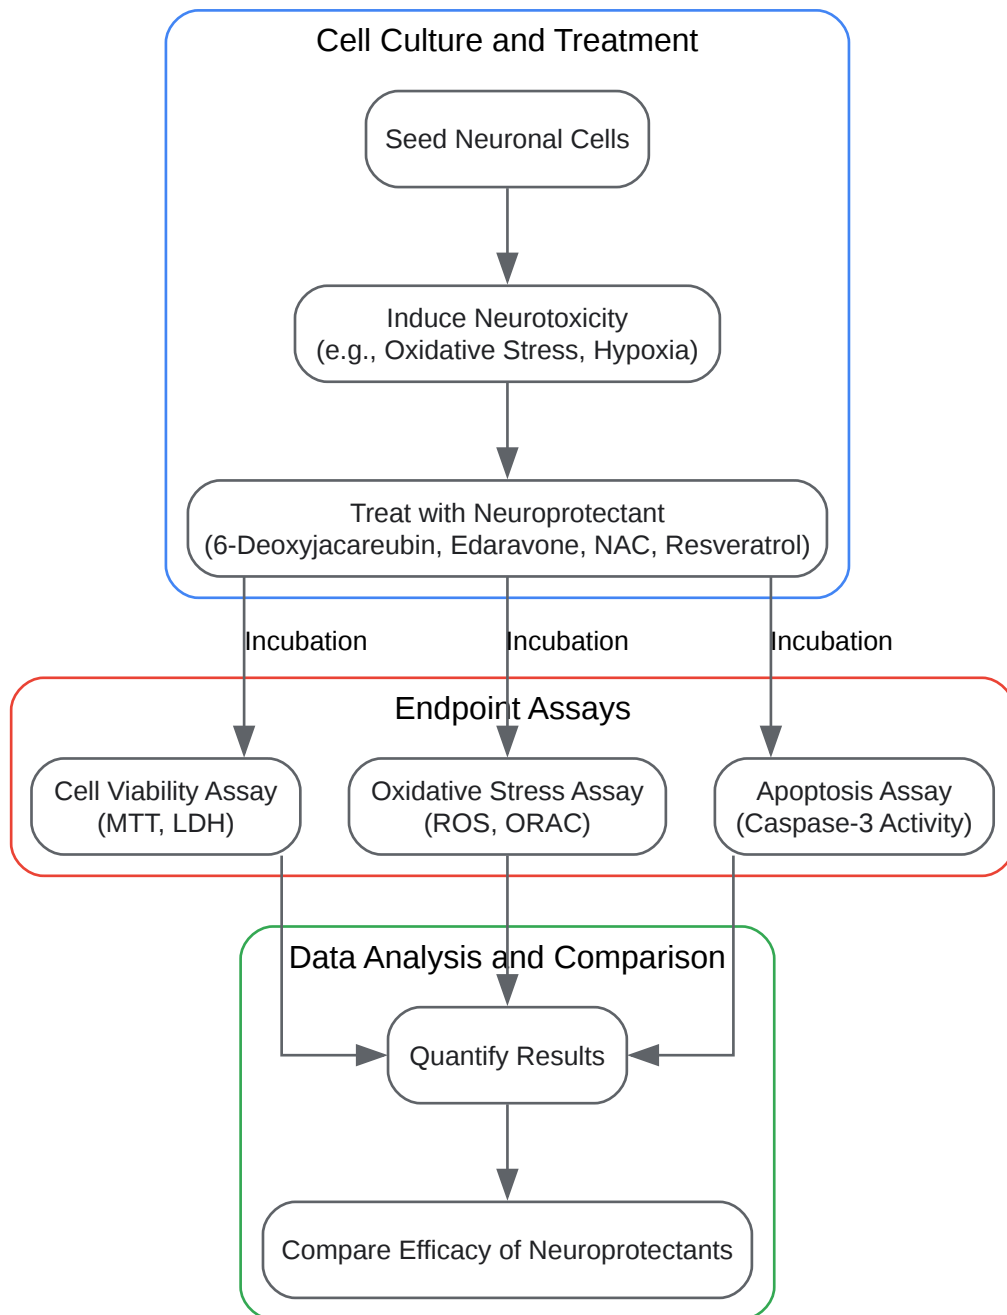 Cell Culture and Treatment
Seed Neuronal Cells
Induce Neurotoxicity
(e.g., Oxidative Stress, Hypoxia)
Treat with Neuroprotectant
(6-Deoxyjacareubin, Edaravone, NAC, Resveratrol)
Incubation
Incubation
Incubation
Endpoint Assays
Cell Viability Assay
(MTT, LDH)
Oxidative Stress Assay
(ROS, ORAC)
Apoptosis Assay
(Caspase-3 Activity)
Data Analysis and Comparison
Quantify Results
Compare Efficacy of Neuroprotectants